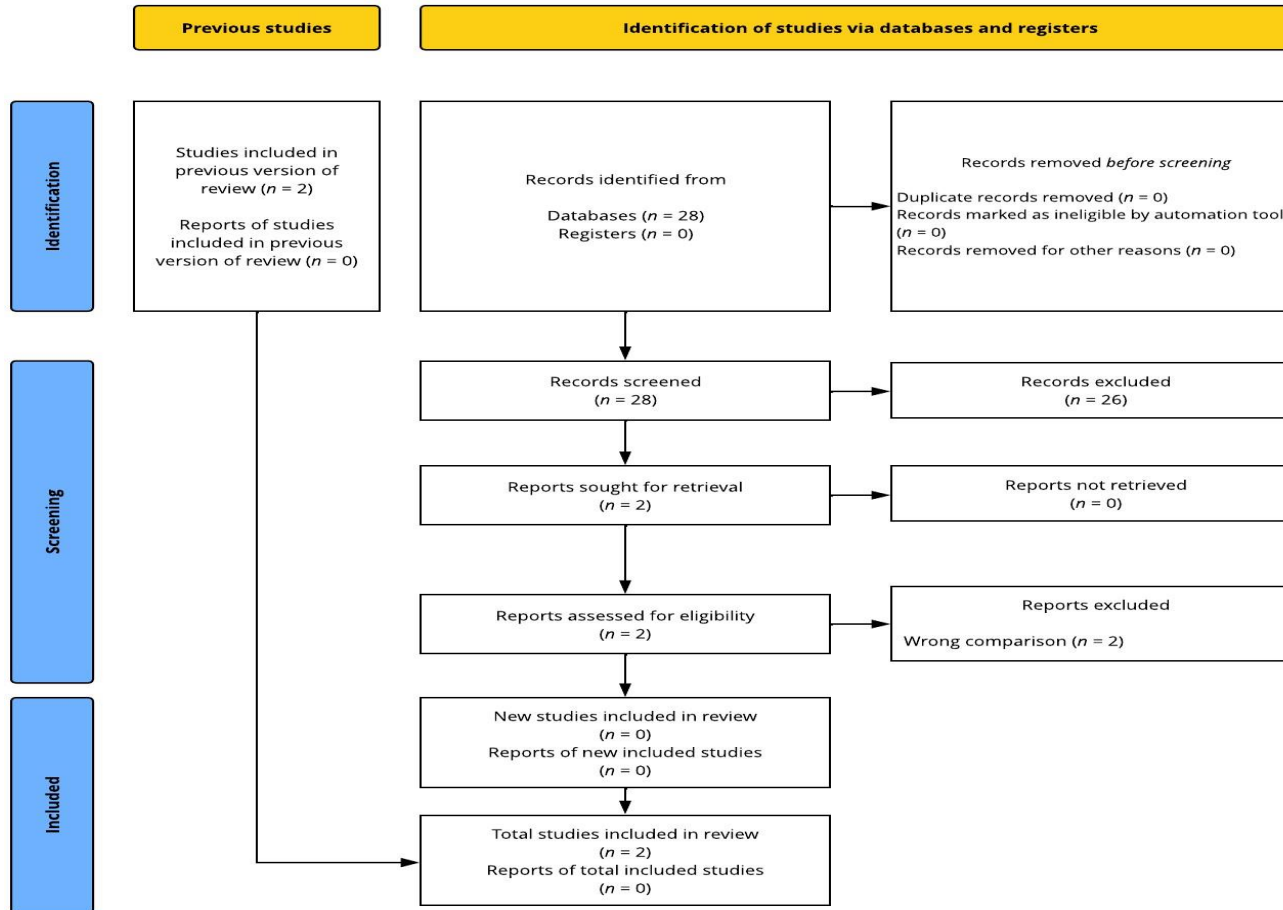 Previous studies
Identification of studies via databases and registers
Identification
Studies included in
previous version of
review (n = 2)
Reports of studies
included in previous
version of review (n = 0)
Records identified from
Databases (n = 28)
Registers (n = 0)
Records removed before screening
Duplicate records removed (n = 0)
Records marked as ineligible by automation tool
(n = 0)
Records removed for other reasons (n = 0)
Screening
Records screened
(n = 28)
Records excluded
(n = 26)
Reports sought for retrieval
(n = 2)
Reports not retrieved
(n = 0)
Reports assessed for eligibility
(n = 2)
Reports excluded
Wrong comparison (n = 2)
Included
New studies included in review
(n = 0)
Reports of new included studies
(n = 0)
Total studies included in review
(n = 2)
Reports of total included studies
(n = 0)